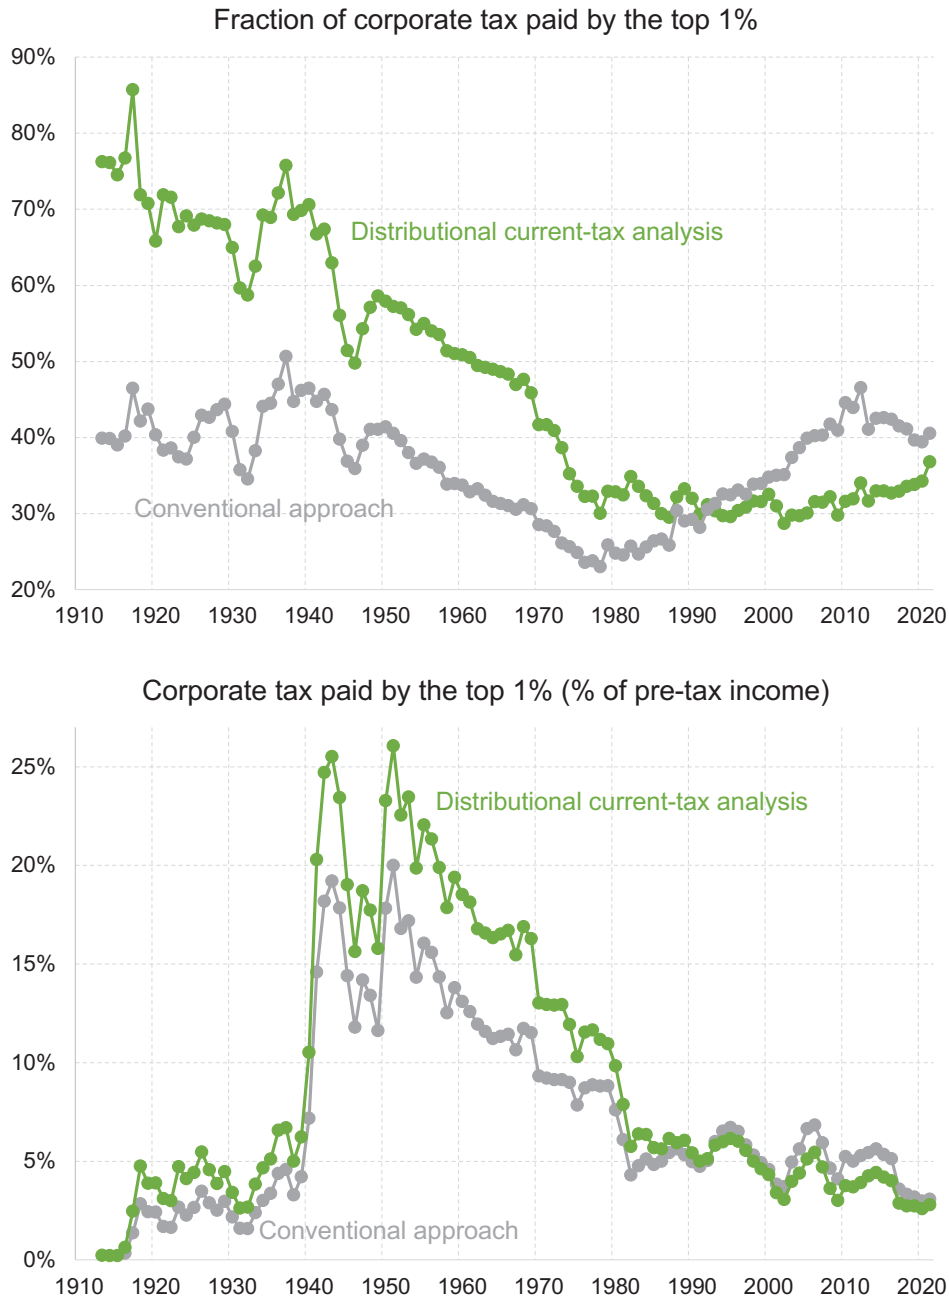 Fraction of corporate tax paid by the top 1%
90%
80%
70%
Distributional current-tax analysis
60%
50%
40%
Conventional approach
30%
20%
1910 1920 1930 1940 1950 1960 1970 1980 1990 2000 2010 2020
Corporate tax paid by the top 1% (% of pre-tax income)
25%
Distributional current-tax analysis
20%
15%
10%
5%
Conventional approach
0%
1910 1920 1930 1940 1950 1960 1970 1980 1990 2000 2010 2020